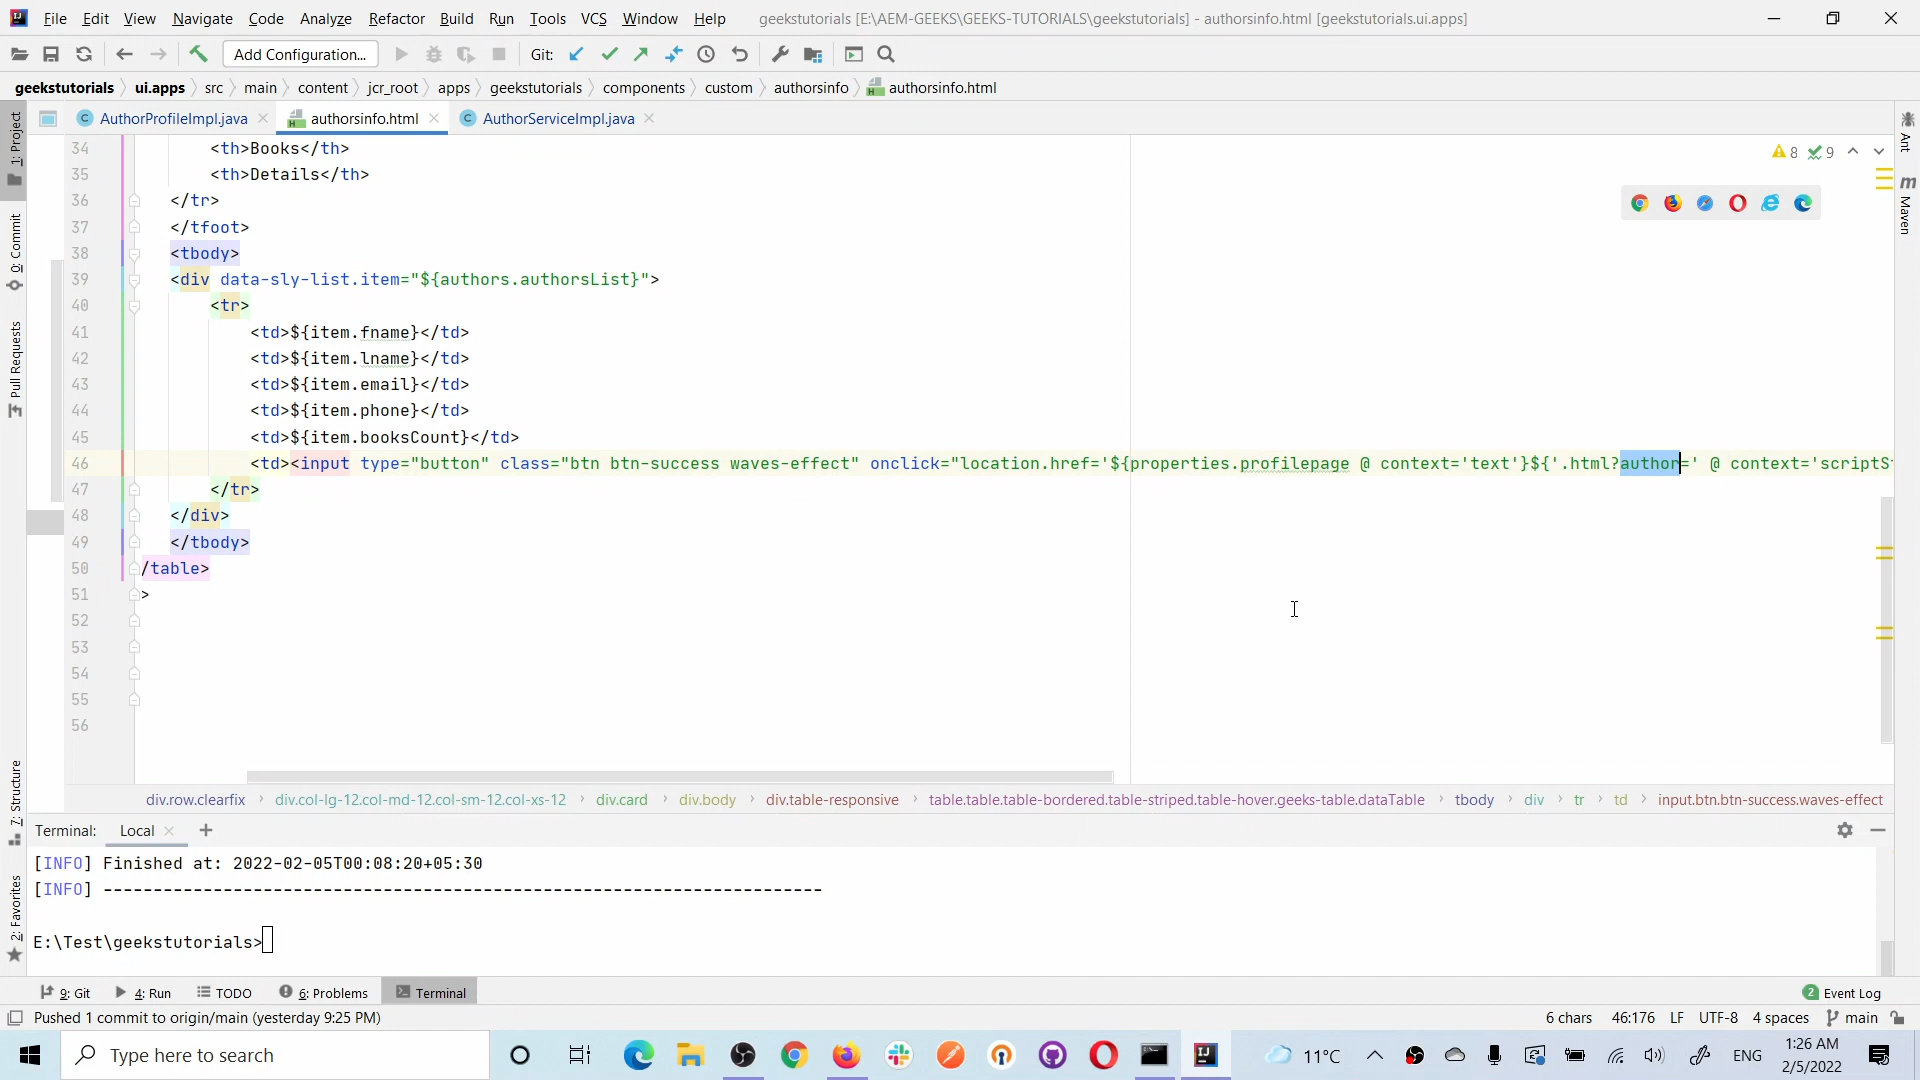 File Edit View Navigate Code Analyze Refactor Build Run Tools VCS Window Help geekstutorials [E:\AEM-GEEKS\GEEKS-TUTORIALS\geekstutorials] - authorsinfo.html [geekstutorials.ui.apps]
Add Configuration... Git:
geekstutorials ui.apps src main content jcr_root apps geekstutorials components custom authorsinfo authorsinfo.html
AuthorProfileImpl.java authorsinfo.html AuthorServiceImpl.java
1: Project
0: Commit
Pull Requests
7: Structure
2: Favorites
Ant
Maven
8 9
34 <th>Books</th>
35 <th>Details</th>
36 </tr>
37 </tfoot>
38 <tbody>
39 <div data-sly-list.item="${authors.authorsList}">
40 <tr>
41 <td>${item.fname}</td>
42 <td>${item.lname}</td>
43 <td>${item.email}</td>
44 <td>${item.phone}</td>
45 <td>${item.booksCount}</td>
46 <td><input type="button" class="btn btn-success waves-effect" onclick="location.href='${properties.profilepage @ context='text'}${'.html?author=' @ context='scriptS
47 </tr>
48 </div>
49 </tbody>
50 /table>
51 >
52
53
54
55
56
div.row.clearfix div.col-lg-12.col-md-12.col-sm-12.col-xs-12 div.card div.body div.table-responsive table.table.table-bordered.table-striped.table-hover.geeks-table.dataTable tbody div tr td input.btn.btn-success.waves-effect
Terminal: Local
[INFO] Finished at: 2022-02-05T00:08:20+05:30
[INFO] ------------------------------------------------------------------------
E:\Test\geekstutorials>
9: Git 4: Run TODO 6: Problems Terminal 2 Event Log
Pushed 1 commit to origin/main (yesterday 9:25 PM) 6 chars 46:176 LF UTF-8 4 spaces main
Type here to search 11°C ENG 1:26 AM
2/5/2022